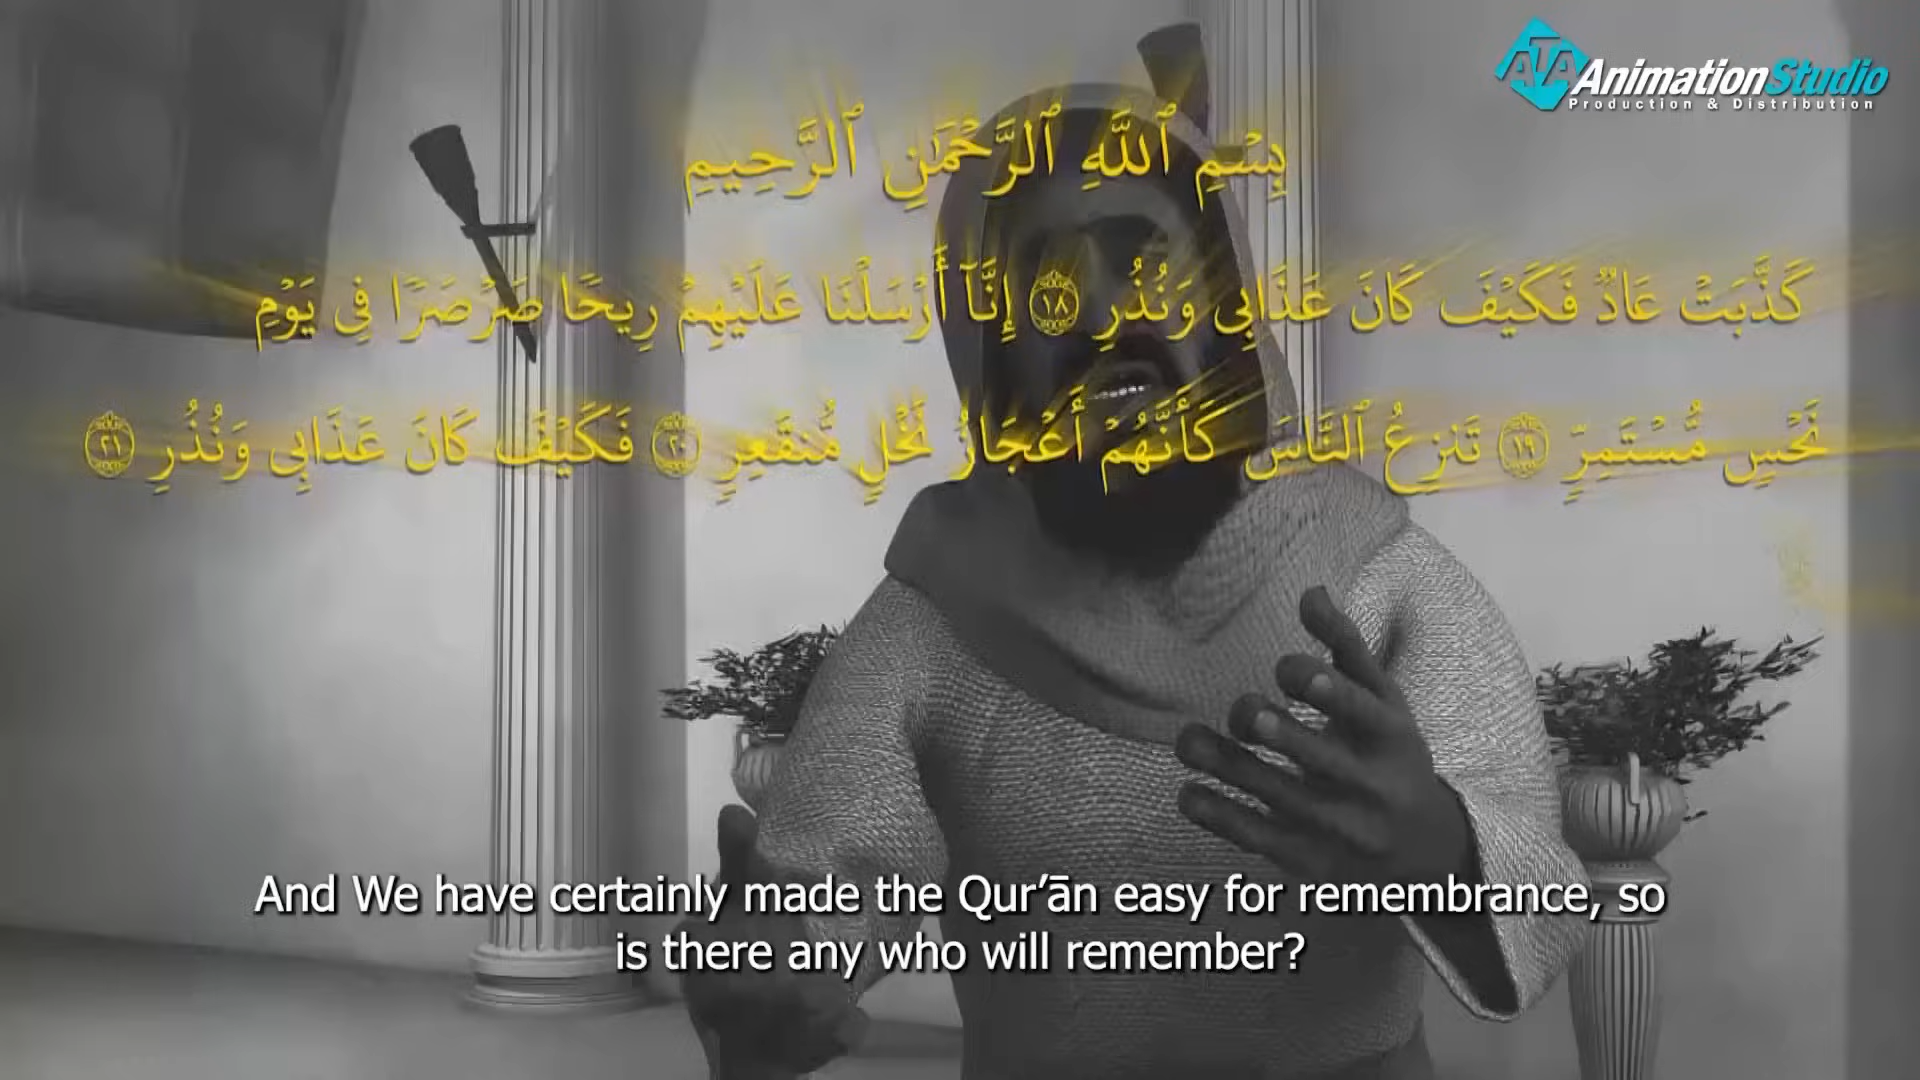 ATA AnimationStudio
Production & Distribution
بِسْمِ ٱللَّهِ ٱلرَّحْمَٰنِ ٱلرَّحِيمِ
كَذَّبَتْ عَادٌ فَكَيْفَ كَانَ عَذَابِى وَنُذُرِ ١٨ إِنَّآ أَرْسَلْنَا عَلَيْهِمْ رِيحًا صَرْصَرًا فِى يَوْمِ
نَحْسٍ مُّسْتَمِرٍّ ١٩ تَنزِعُ ٱلنَّاسَ كَأَنَّهُمْ أَعْجَازُ نَخْلٍ مُّنقَعِرٍ ٢٠ فَكَيْفَ كَانَ عَذَابِى وَنُذُرِ ٢١
And We have certainly made the Qur’ān easy for remembrance, so
is there any who will remember?